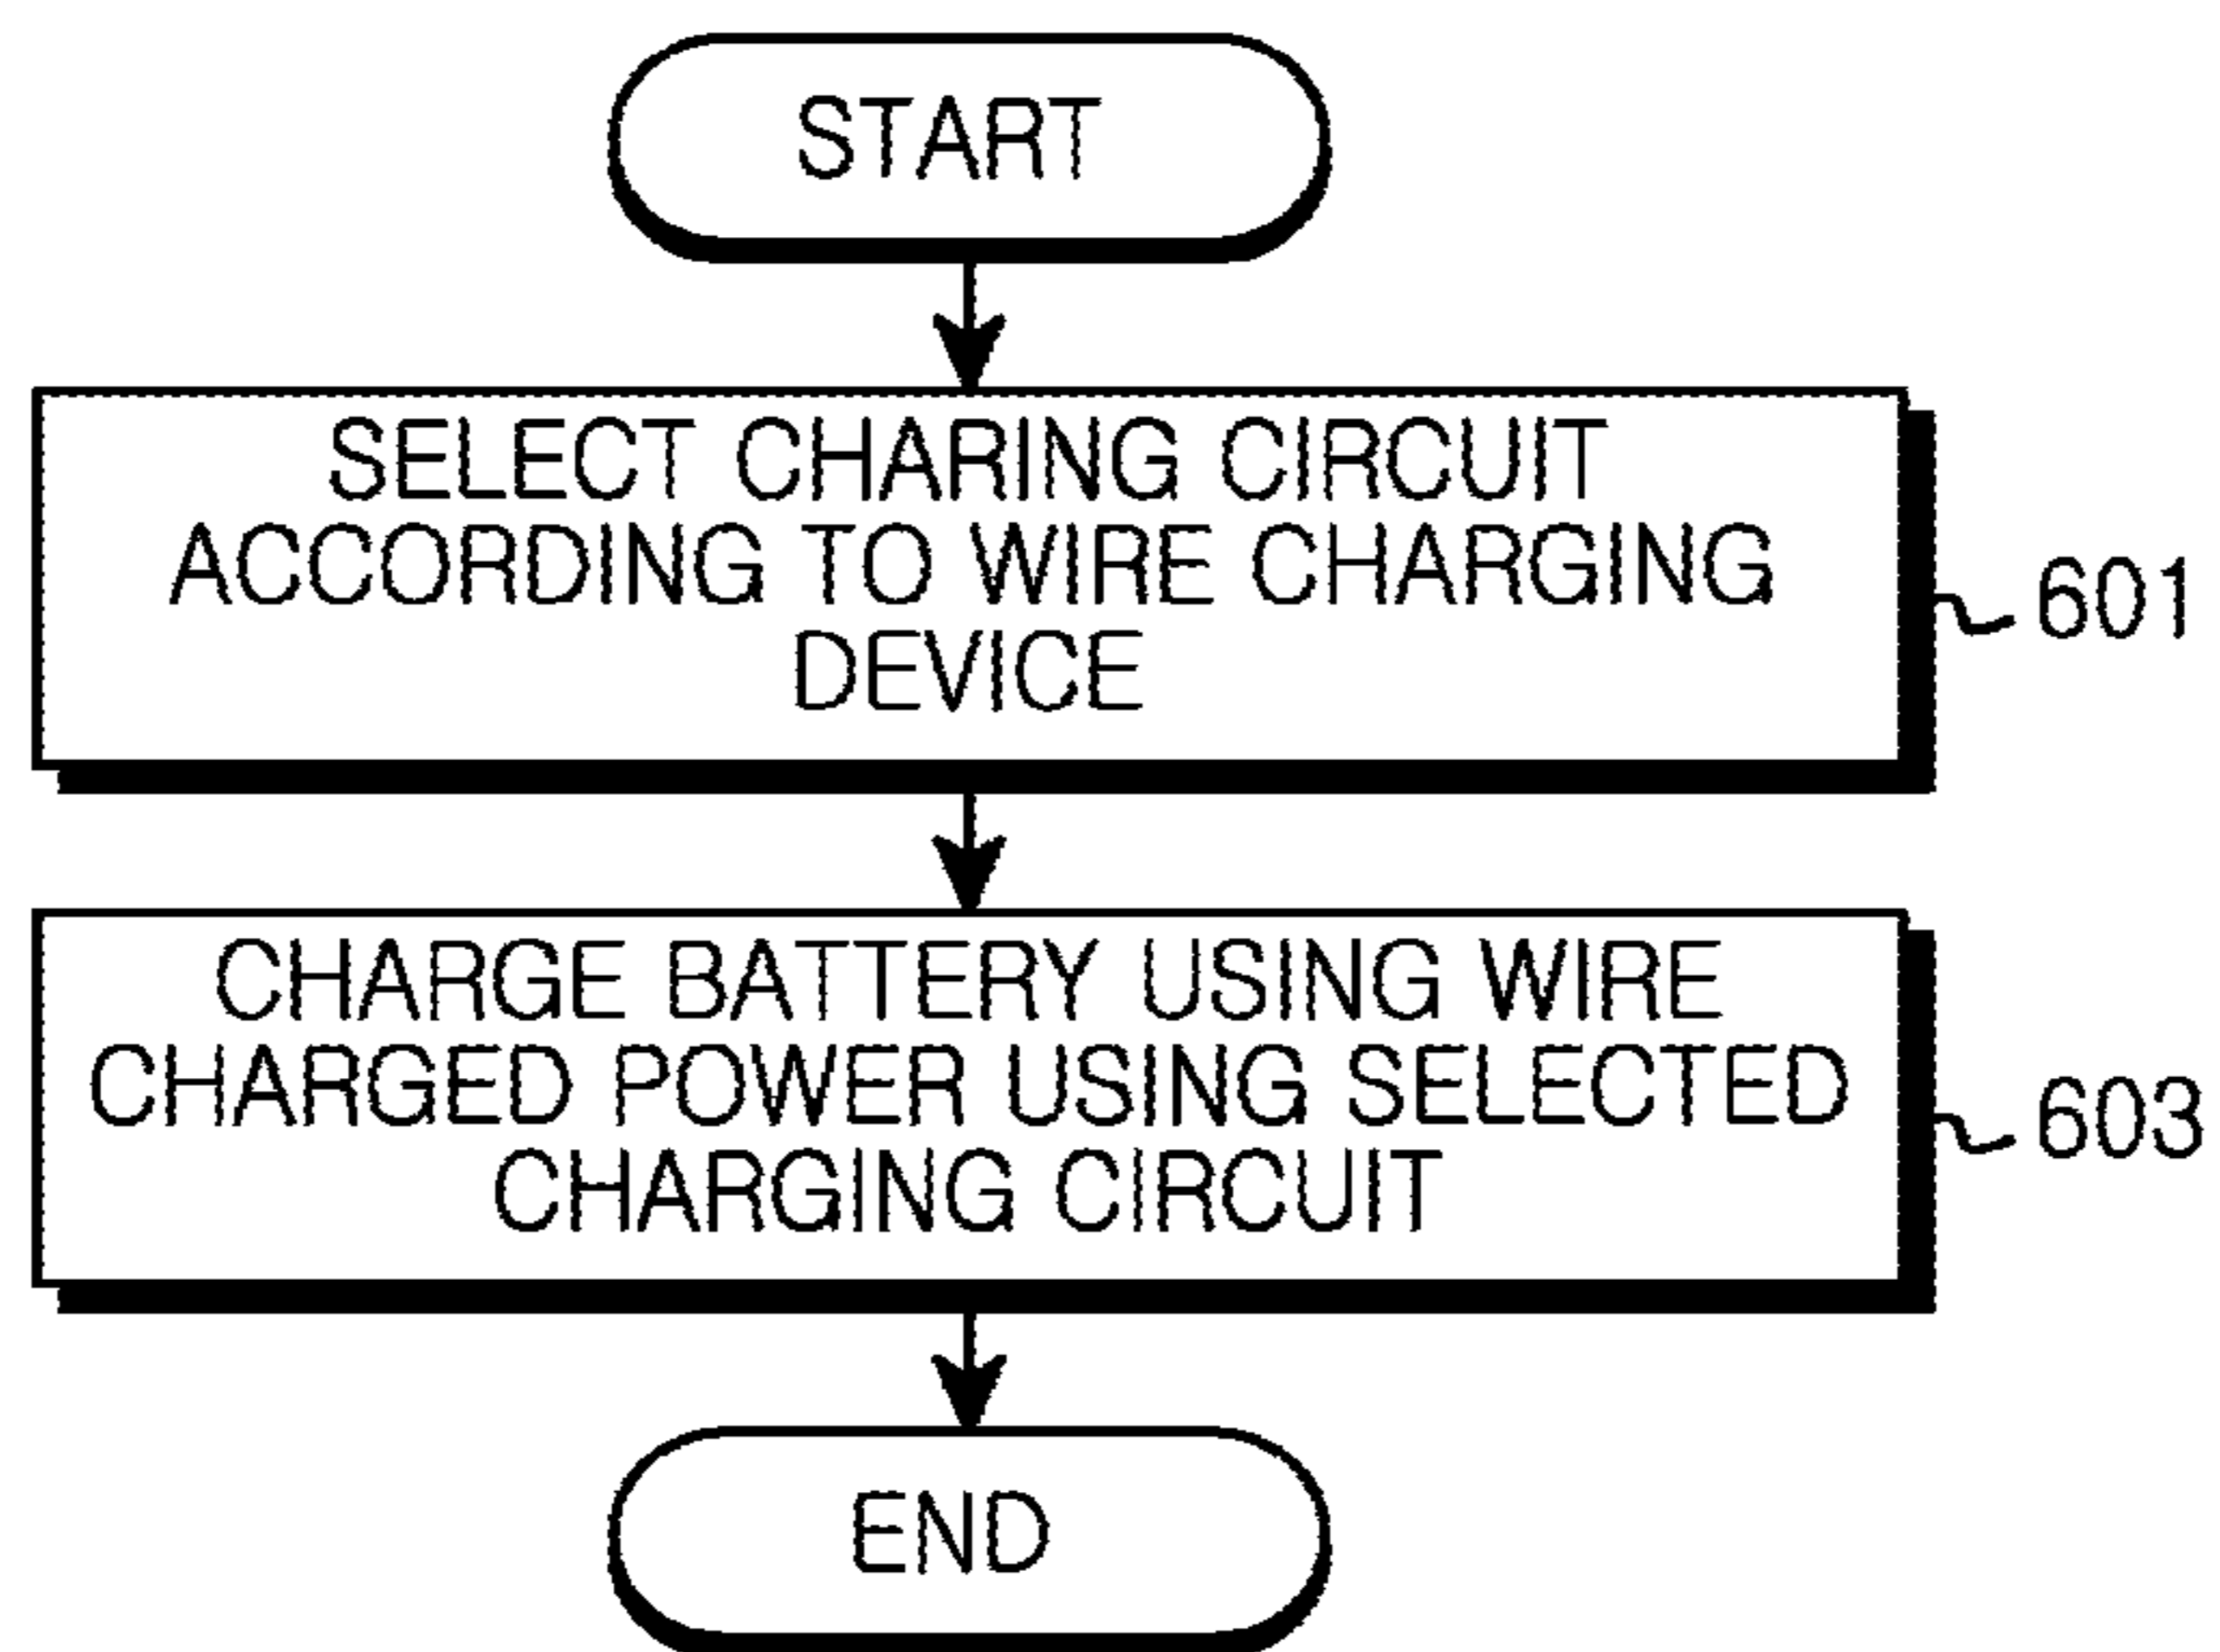 START
SELECT CHARING CIRCUIT
ACCORDING TO WIRE CHARGING
DEVICE
601
CHARGE BATTERY USING WIRE
CHARGED POWER USING SELECTED
CHARGING CIRCUIT
603
END